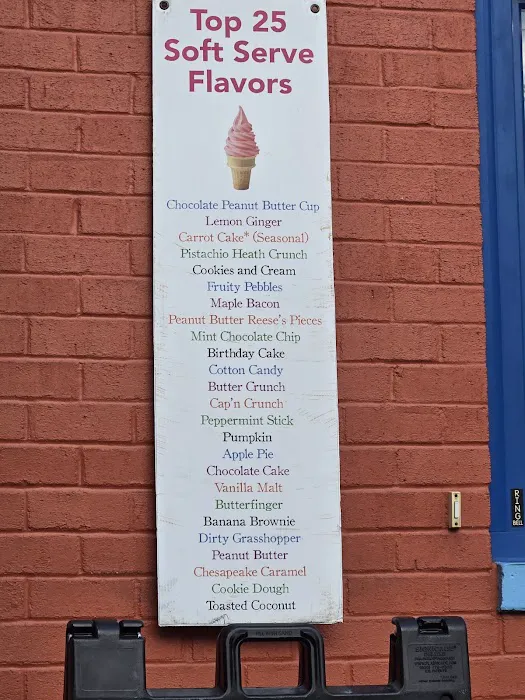 Top 25
Soft Serve
Flavors
Chocolate Peanut Butter Cup
Lemon Ginger
Carrot Cake* (Seasonal)
Pistachio Heath Crunch
Cookies and Cream
Fruity Pebbles
Maple Bacon
Peanut Butter Reese's Pieces
Mint Chocolate Chip
Birthday Cake
Cotton Candy
Butter Crunch
Cap'n Crunch
Peppermint Stick
Pumpkin
Apple Pie
Chocolate Cake
Vanilla Malt
Butterfinger
Banana Brownie
Dirty Grasshopper
Peanut Butter
Chesapeake Caramel
Cookie Dough
Toasted Coconut
RING
BELL